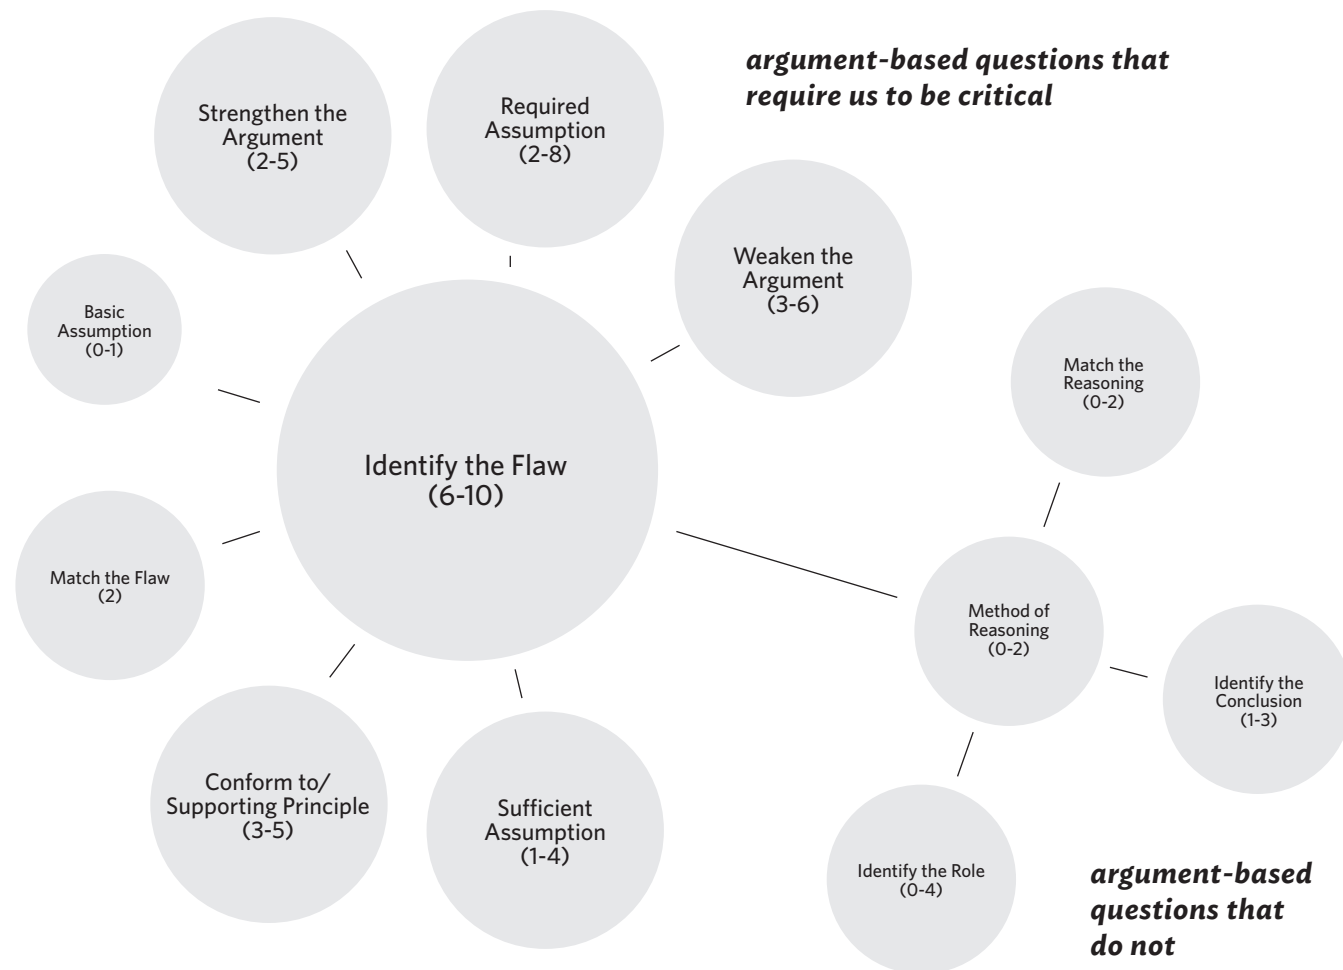 argument-based questions that
require us to be critical
Strengthen the
Argument
(2-5)
Required
Assumption
(2-8)
Weaken the
Argument
(3-6)
Basic
Assumption
(0-1)
Identify the Flaw
(6-10)
Match the Flaw
(2)
Conform to/
Supporting Principle
(3-5)
Sufficient
Assumption
(1-4)
Match the
Reasoning
(0-2)
Method of
Reasoning
(0-2)
Identify the
Conclusion
(1-3)
Identify the Role
(0-4)
argument-based
questions that
do not